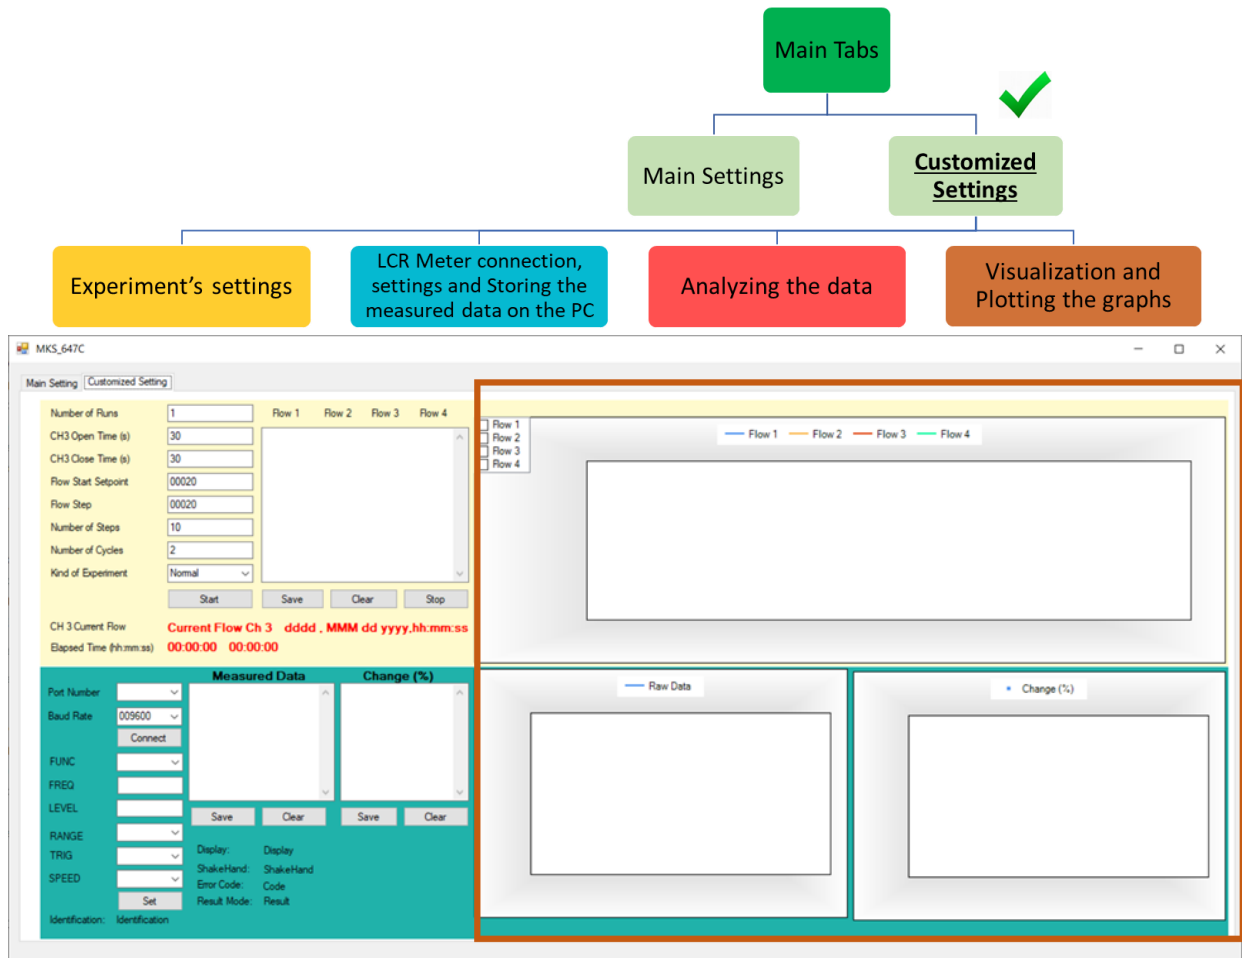 Main Tabs
Main Settings
Customized
Settings
Experiment's settings
LCR Meter connection,
settings and Storing the
measured data on the PC
Analyzing the data
Visualization and
Plotting the graphs
MKS_647C
Main Setting Customized Setting
Number of Runs 1 Flow 1 Flow 2 Flow 3 Flow 4
CH3 Open Time (s) 30
CH3 Close Time (s) 30
Flow Start Setpoint 00020
Flow Step 00020
Number of Steps 10
Number of Cycles 2
Kind of Experiment Normal
Start Save Clear Stop
CH 3 Current Flow Current Flow Ch 3 dddd , MMM dd yyyy,hh:mm:ss
Elapsed Time (hh:mm:ss) 00:00:00 00:00:00
Flow 1
Flow 2
Flow 3
Flow 4
Flow 1 Flow 2 Flow 3 Flow 4
Measured Data Change (%)
Port Number
Baud Rate 009600
Connect
FUNC
FREQ
LEVEL
RANGE
TRIG
SPEED
Set
Identification: Identification
Save Clear Save Clear
Display: Display
ShakeHand: ShakeHand
Error Code: Code
Result Mode: Result
Raw Data
Change (%)